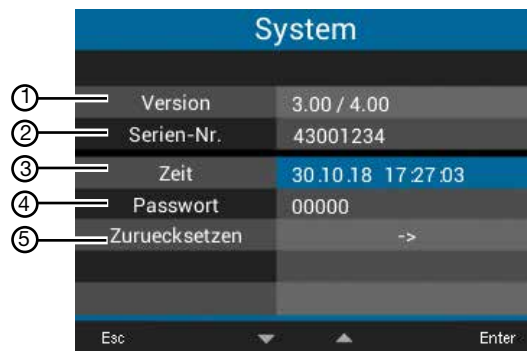 System
① Version 3.00 / 4.00
② Serien-Nr. 43001234
③ Zeit 30.10.18 17:27:03
④ Passwort 00000
⑤ Zuruecksetzen ->
Esc Enter